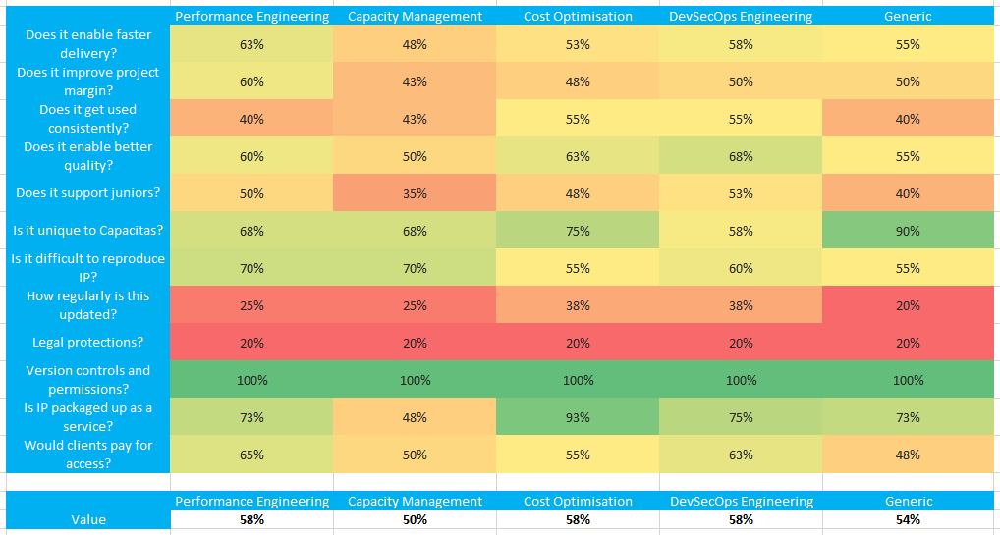 Performance Engineering Capacity Management Cost Optimisation DevSecOps Engineering Generic
Does it enable faster
delivery? 63% 48% 53% 58% 55%
Does it improve project
margin? 60% 43% 48% 50% 50%
Does it get used
consistently? 40% 43% 55% 55% 40%
Does it enable better
quality? 60% 50% 63% 68% 55%
Does it support juniors? 50% 35% 48% 53% 40%
Is it unique to Capacitas? 68% 68% 75% 58% 90%
Is it difficult to reproduce
IP? 70% 70% 55% 60% 55%
How regularly is this
updated? 25% 25% 38% 38% 20%
Legal protections? 20% 20% 20% 20% 20%
Version controls and
permissions? 100% 100% 100% 100% 100%
Is IP packaged up as a
service? 73% 48% 93% 75% 73%
Would clients pay for
access? 65% 50% 55% 63% 48%
Performance Engineering Capacity Management Cost Optimisation DevSecOps Engineering Generic
Value 58% 50% 58% 58% 54%